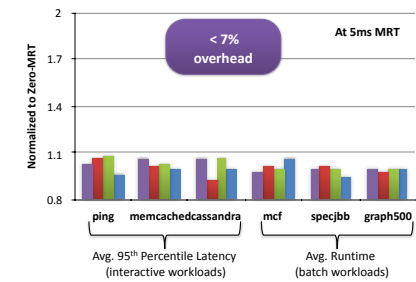 2
1.7
1.4
1.1
0.8
Normalized to Zero-MRT
< 7%
overhead
At 5ms MRT
ping memcached cassandra mcf specjbb graph500
Avg. 95th Percentile Latency
(interactive workloads)
Avg. Runtime
(batch workloads)